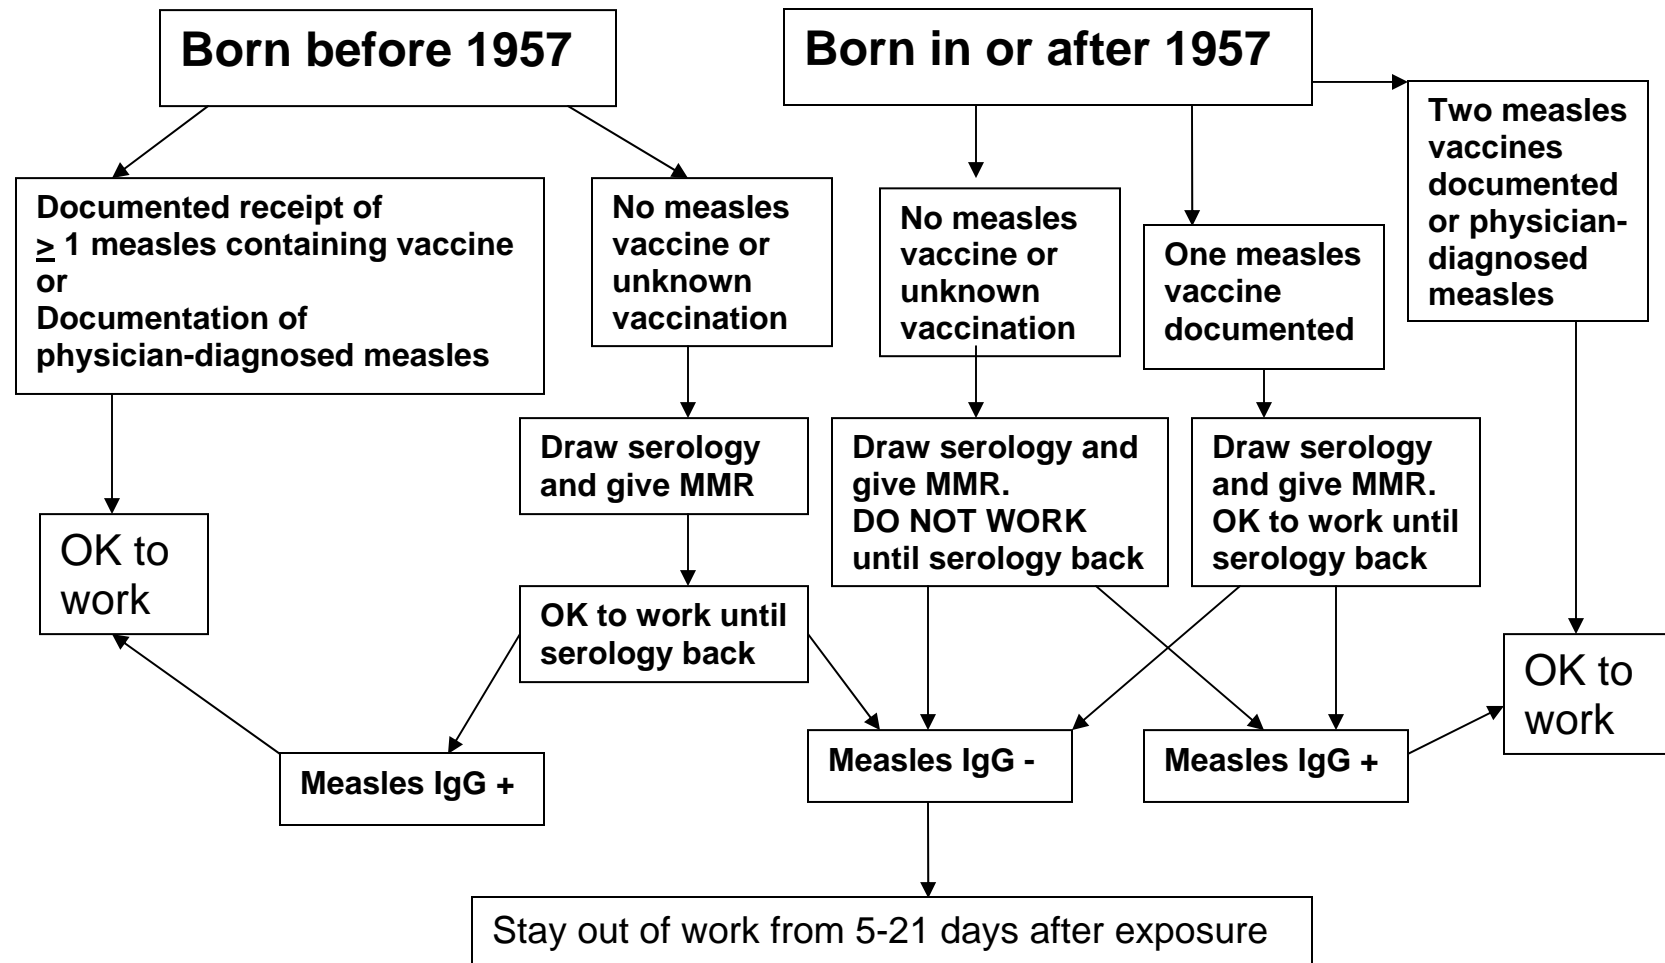 Born before 1957
Born in or after 1957
Two measles
vaccines
documented
or physician-
diagnosed
measles
Documented receipt of
≥ 1 measles containing vaccine
or
Documentation of
physician-diagnosed measles
No measles
vaccine or
unknown
vaccination
No measles
vaccine or
unknown
vaccination
One measles
vaccine
documented
Draw serology
and give MMR
Draw serology and
give MMR.
DO NOT WORK
until serology back
Draw serology
and give MMR.
OK to work until
serology back
OK to
work
OK to work until
serology back
OK to
work
Measles IgG +
Measles IgG -
Measles IgG +
Stay out of work from 5-21 days after exposure